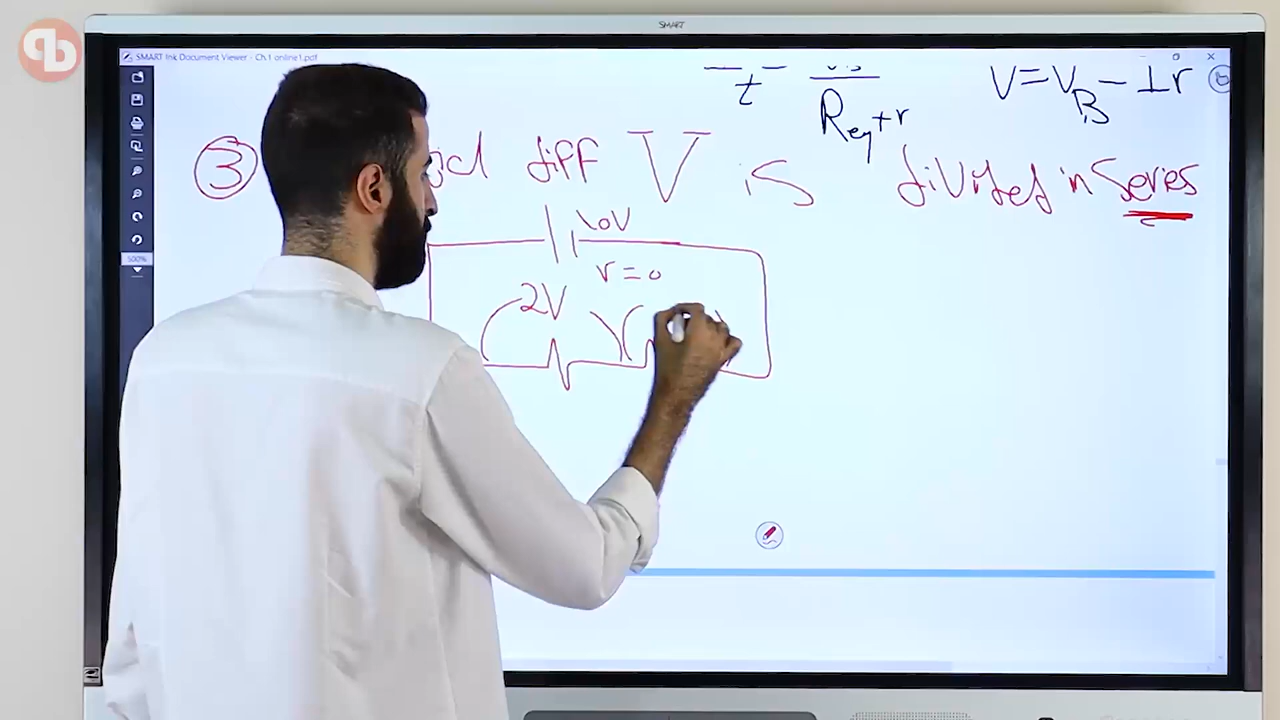 SMART
SMART Ink Document Viewer - Ch.1 online1.pdf
t Req+r V=VB-Ir
3 diff V is divided in Series
10V
r=0
2V
500%